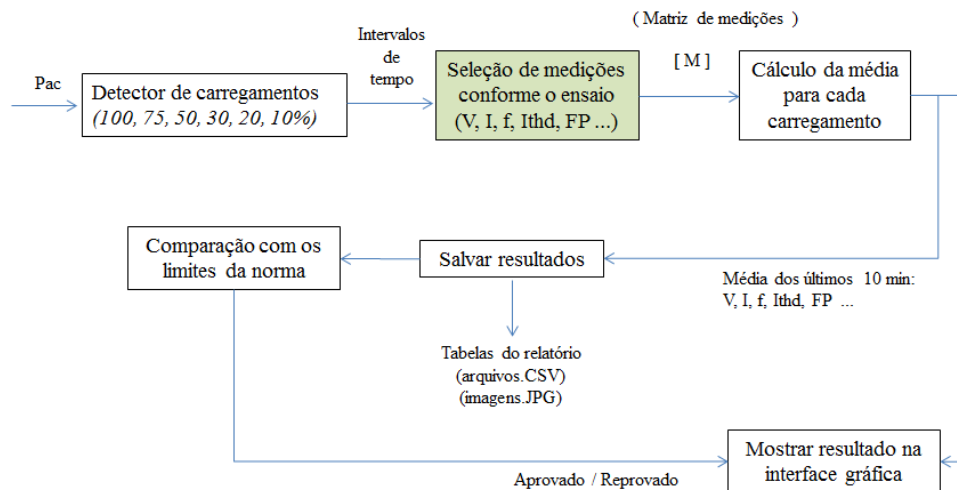 ( Matriz de medições )
Pac
Detector de carregamentos
(100, 75, 50, 30, 20, 10%)
Intervalos
de
tempo
Seleção de medições
conforme o ensaio
(V, I, f, Ithd, FP ...)
[ M ]
Cálculo da média
para cada
carregamento
Comparação com os
limites da norma
Salvar resultados
Média dos últimos 10 min:
V, I, f, Ithd, FP ...
Tabelas do relatório
(arquivos.CSV)
(imagens.JPG)
Aprovado / Reprovado
Mostrar resultado na
interface gráfica